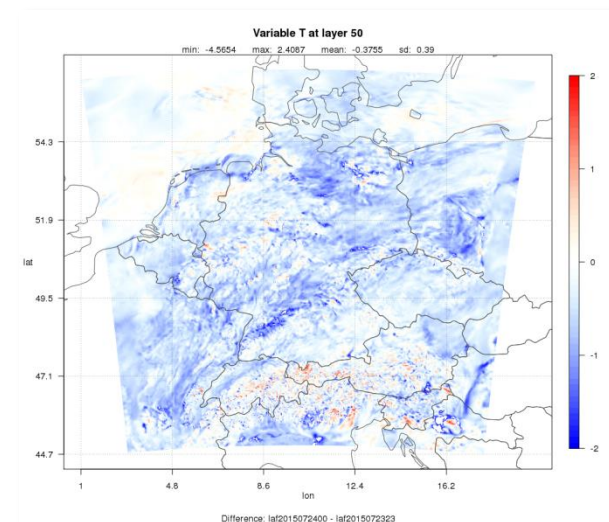 Variable T at layer 50
min: -4.5654 max: 2.4087 mean: -0.3755 sd: 0.39
2
54.3
1
51.9
lat
0
49.5
-1
47.1
44.7
-2
1 4.8 8.6 12.4 16.2
lon
Difference: laf2015072400 - laf2015072323